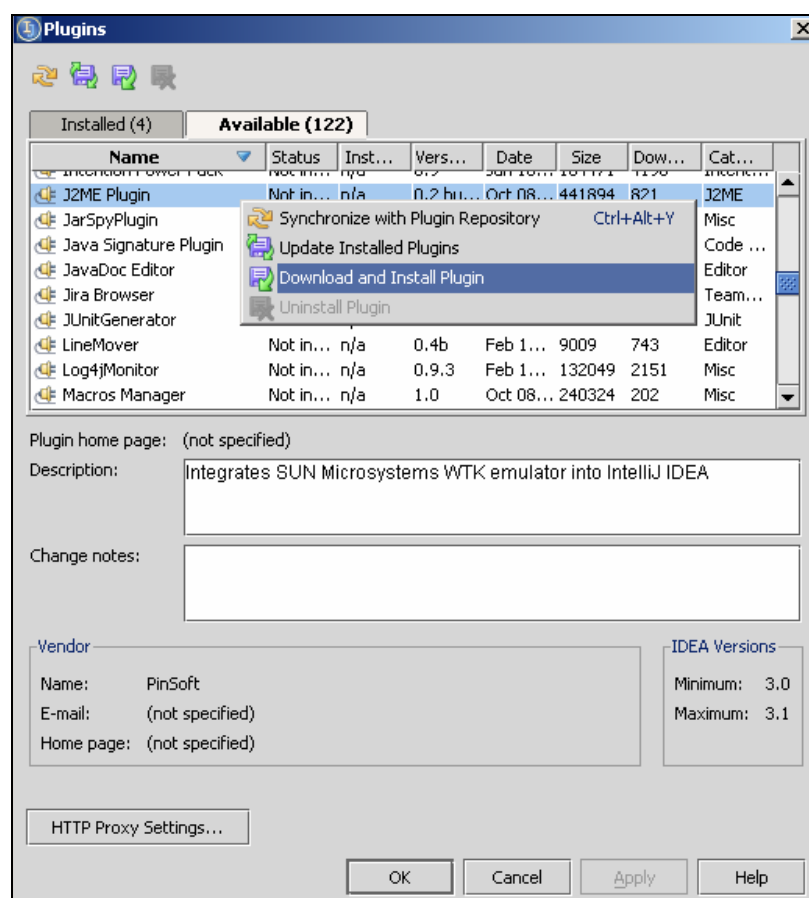 Plugins
Installed (4) Available (122)
Name Status Inst... Vers... Date Size Dow... Cat...
Intention Power Pack Not in... n/a
J2ME Plugin Not in... n/a 0.2 bu... Oct 08... 441894 821 J2ME
JarSpyPlugin Misc
Java Signature Plugin Code ...
JavaDoc Editor Editor
Jira Browser Team...
JUnitGenerator JUnit
Synchronize with Plugin Repository Ctrl+Alt+Y
Update Installed Plugins
Download and Install Plugin
Uninstall Plugin
LineMover Not in... n/a 0.4b Feb 1... 9009 743 Editor
Log4jMonitor Not in... n/a 0.9.3 Feb 1... 132049 2151 Misc
Macros Manager Not in... n/a 1.0 Oct 08... 240324 202 Misc
Plugin home page: (not specified)
Description: Integrates SUN Microsystems WTK emulator into IntelliJ IDEA
Change notes:
Vendor
Name: PinSoft
E-mail: (not specified)
Home page: (not specified)
IDEA Versions
Minimum: 3.0
Maximum: 3.1
HTTP Proxy Settings...
OK Cancel Apply Help